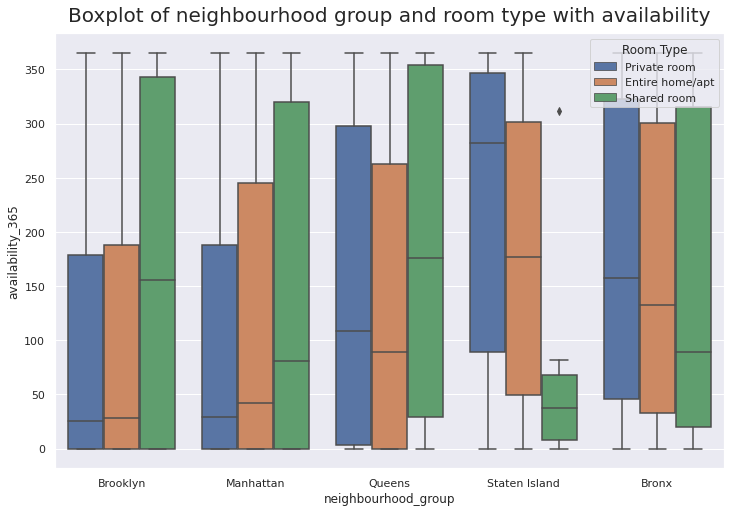 Boxplot of neighbourhood group and room type with availability
Room Type
Private room
Entire home/apt
Shared room
availability_365
350
300
250
200
150
100
50
0
Brooklyn
Manhattan
Queens
Staten Island
Bronx
neighbourhood_group